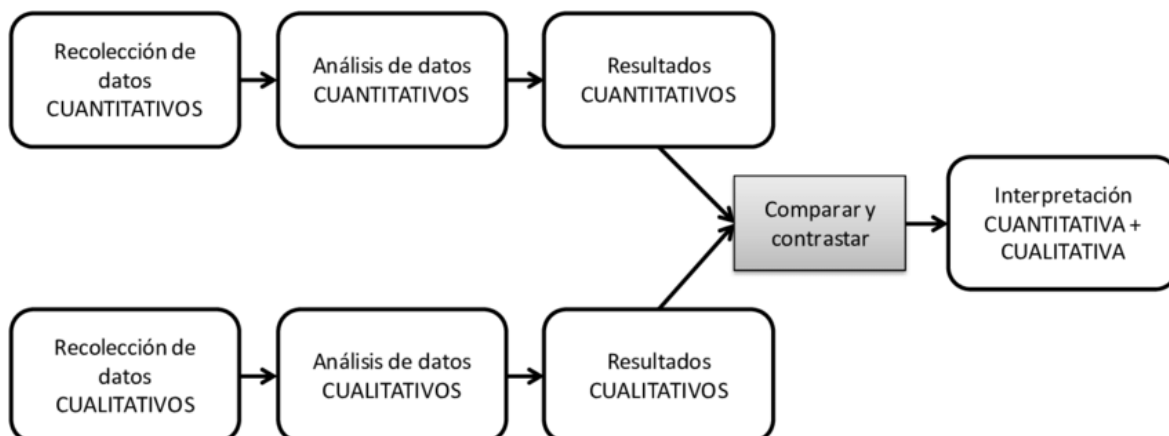 Recolección de
datos
CUANTITATIVOS
Análisis de datos
CUANTITATIVOS
Resultados
CUANTITATIVOS
Comparar y
contrastar
Interpretación
CUANTITATIVA +
CUALITATIVA
Recolección de
datos
CUALITATIVOS
Análisis de datos
CUALITATIVOS
Resultados
CUALITATIVOS